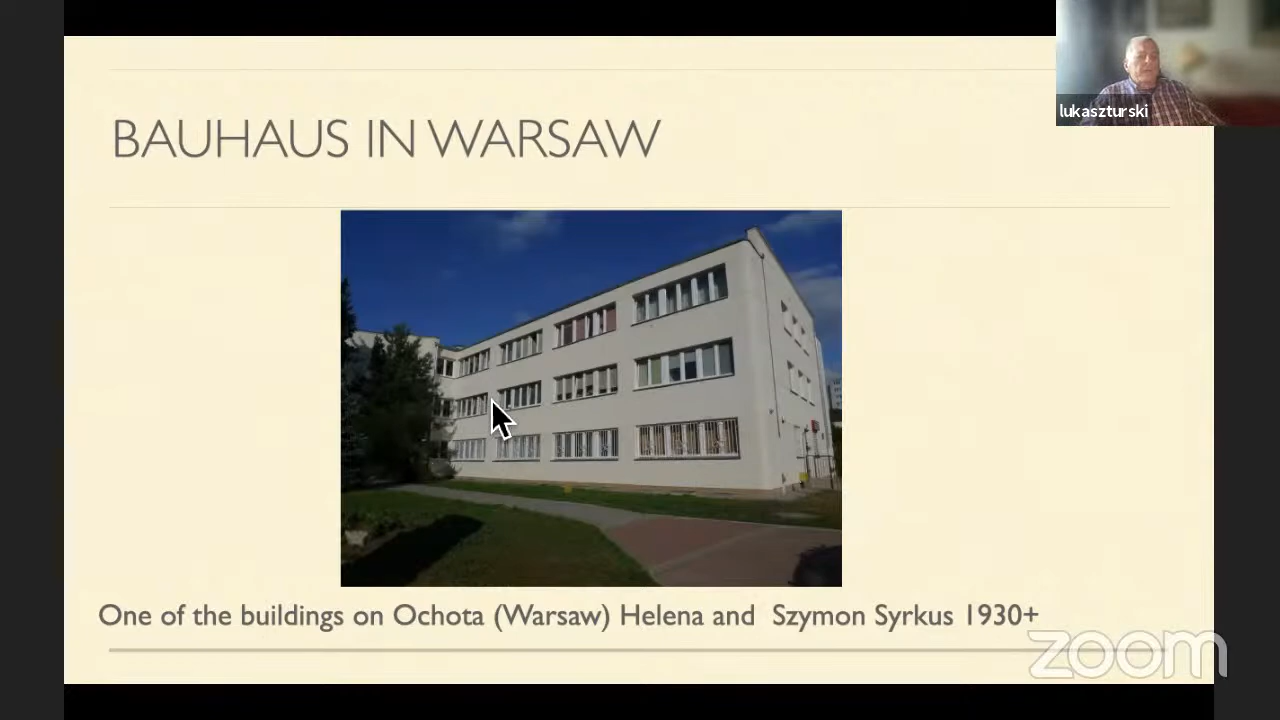 lukaszturski
BAUHAUS IN WARSAW
One of the buildings on Ochota (Warsaw) Helena and Szymon Syrkus 1930+
zoom